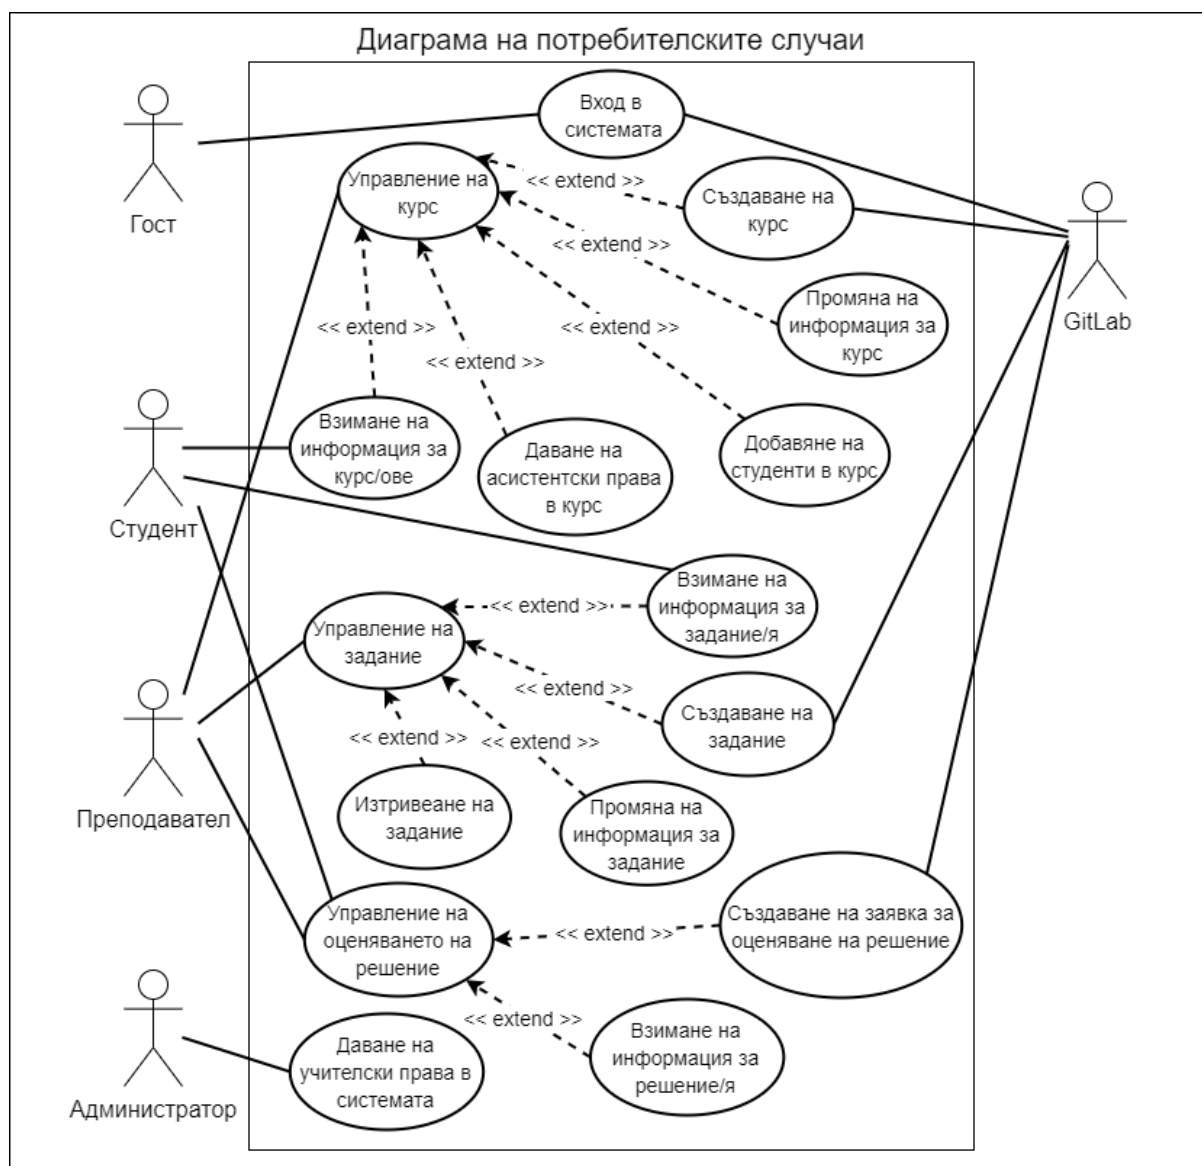 Диаграма на потребителските случаи
Вход в
системата
Гост
Управление на
курс
<< extend >>
Създаване на
курс
<< extend >>
GitLab
Промяна на
информация за
курс
<< extend >>
<< extend >>
<< extend >>
Взимане на
информация за
курс/ове
Даване на
асистентски права
в курс
Добавяне на
студенти в курс
Студент
Взимане на
информация за
задание/я
<< extend >>
Управление на
задание
<< extend >>
Създаване на
задание
<< extend >>
<< extend >>
Преподавател
Изтривеане на
задание
Промяна на
информация за
задание
Управление на
оценяването на
решение
<< extend >>
Създаване на заявка за
оценяване на решение
<< extend >>
Взимане на
информация за
решение/я
Даване на
учителски права в
системата
Администратор